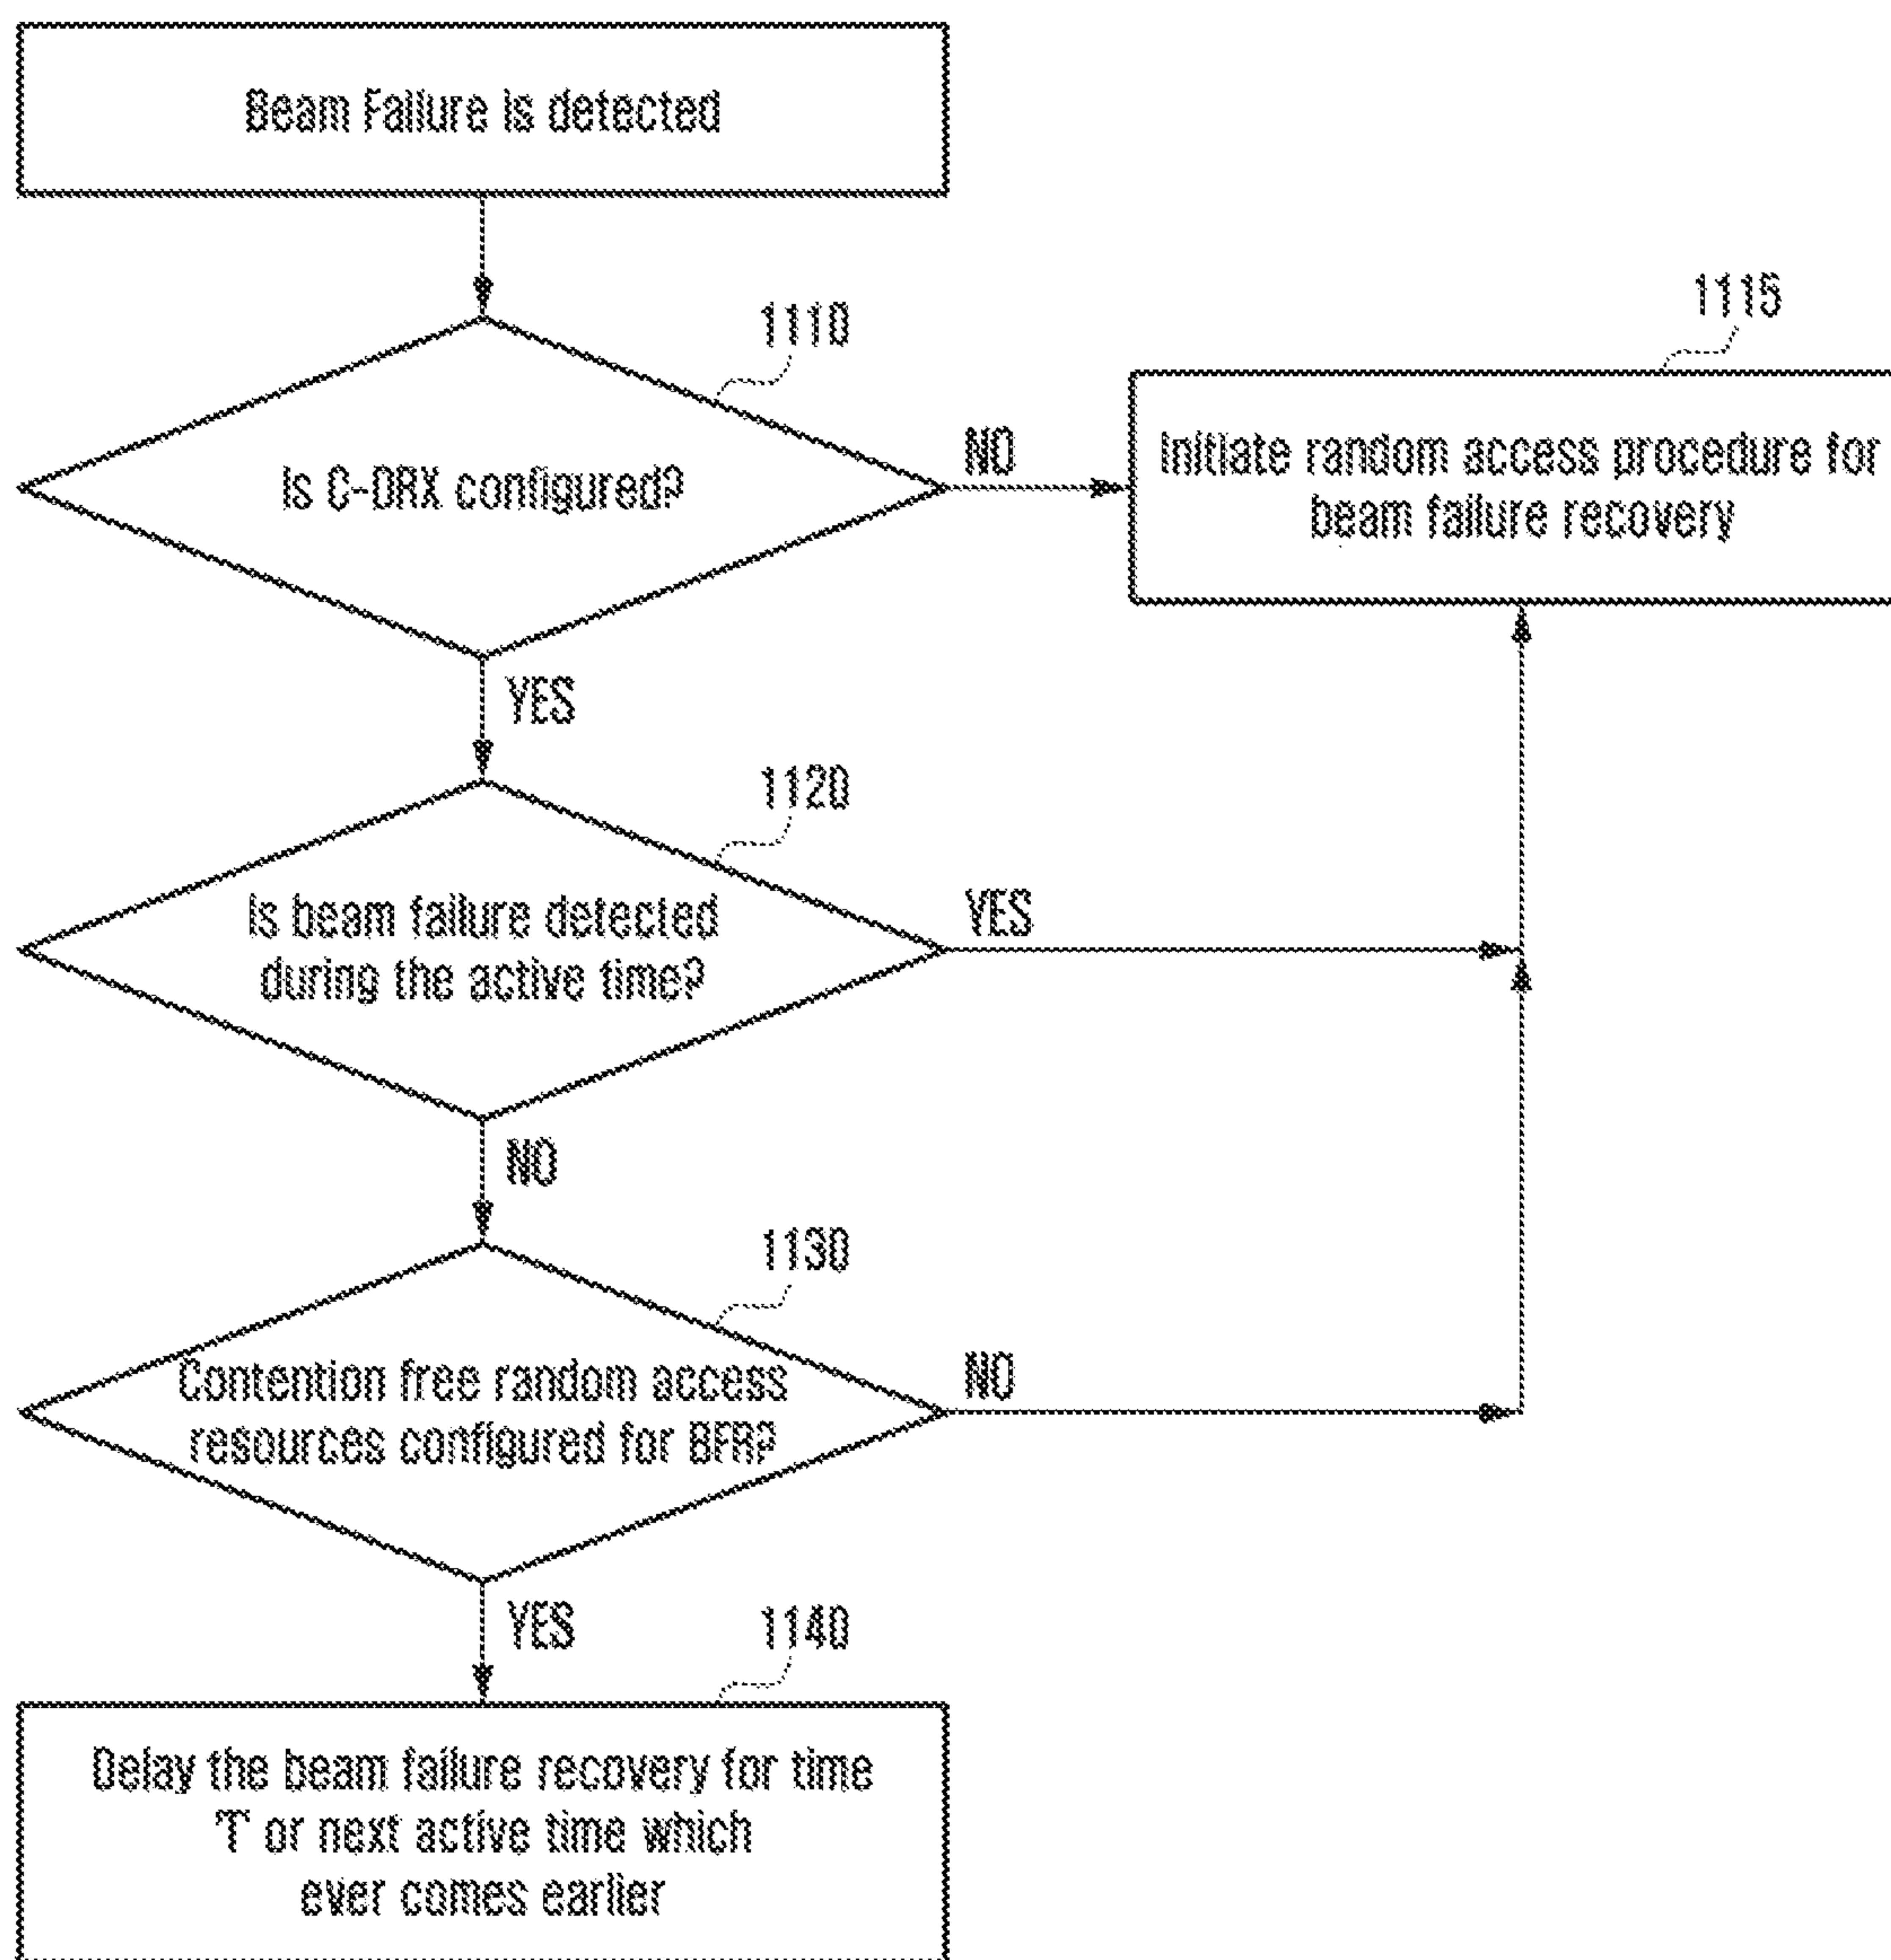 Beam Failure is detected
1110
Is C-DRX configured?
NO
1115
Initiate random access procedure for
beam failure recovery
YES
1120
Is beam failure detected
during the active time?
YES
NO
1130
Contention free random access
resources configured for BFR?
NO
YES
1140
Delay the beam failure recovery for time
'T' or next active time which
ever comes earlier